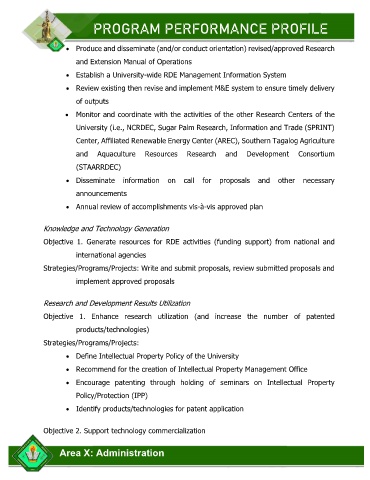 PROGRAM PERFORMANCE PROFILE
• Produce and disseminate (and/or conduct orientation) revised/approved Research
and Extension Manual of Operations
• Establish a University-wide RDE Management Information System
• Review existing then revise and implement M&E system to ensure timely delivery
of outputs
• Monitor and coordinate with the activities of the other Research Centers of the
University (i.e., NCRDEC, Sugar Palm Research, Information and Trade (SPRINT)
Center, Affiliated Renewable Energy Center (AREC), Southern Tagalog Agriculture
and Aquaculture Resources Research and Development Consortium
(STAARRDEC)
• Disseminate information on call for proposals and other necessary
announcements
• Annual review of accomplishments vis-à-vis approved plan
Knowledge and Technology Generation
Objective 1. Generate resources for RDE activities (funding support) from national and
international agencies
Strategies/Programs/Projects: Write and submit proposals, review submitted proposals and
implement approved proposals
Research and Development Results Utilization
Objective 1. Enhance research utilization (and increase the number of patented
products/technologies)
Strategies/Programs/Projects:
• Define Intellectual Property Policy of the University
• Recommend for the creation of Intellectual Property Management Office
• Encourage patenting through holding of seminars on Intellectual Property
Policy/Protection (IPP)
• Identify products/technologies for patent application
Objective 2. Support technology commercialization
Area X: Administration